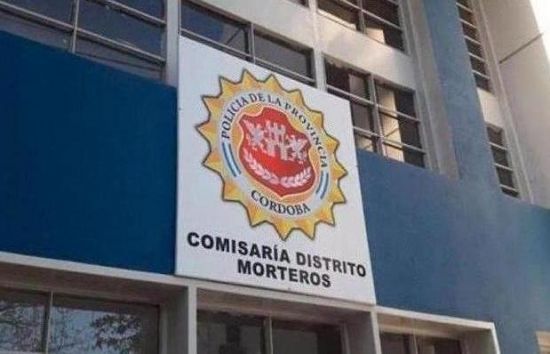 POLICIA DE LA PROVINCIA
CORDOBA
COMISARÍA DISTRITO
MORTEROS